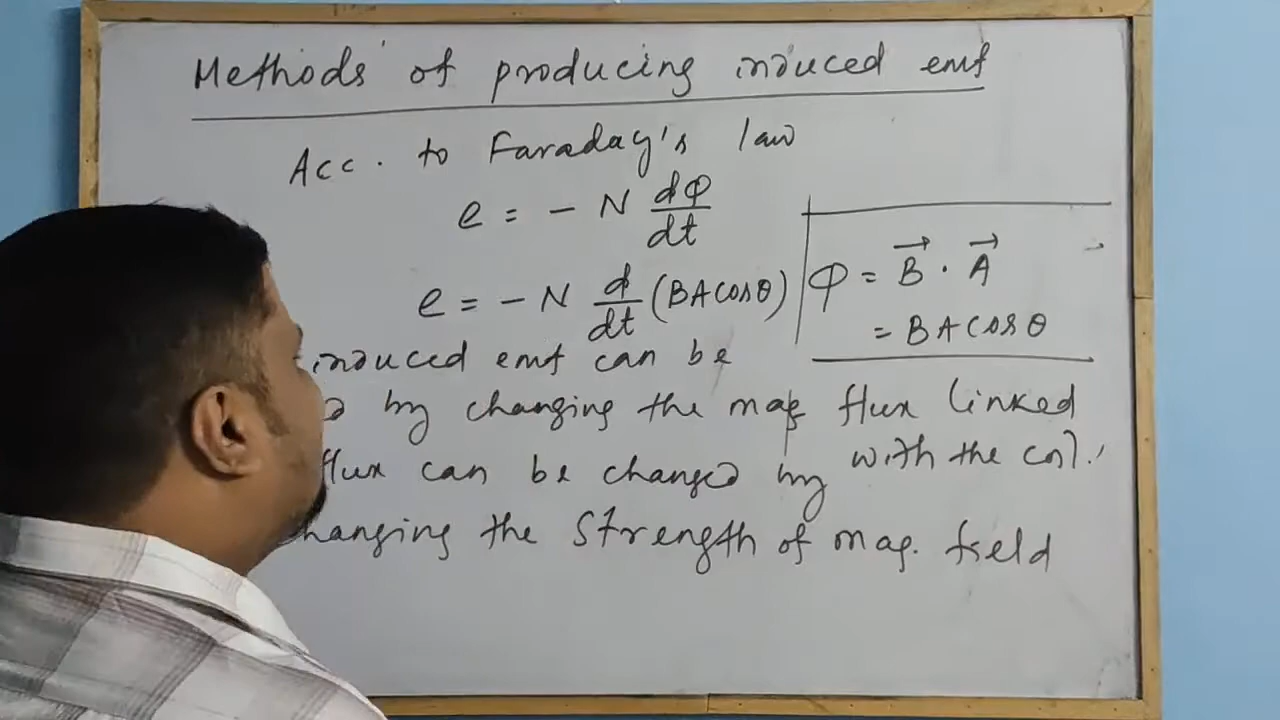 Methods of producing induced emf
Acc. to Faraday's law
e = - N dφ/dt
e = - N d/dt (BA cosθ)
φ = B⃗ . A⃗
= BA cosθ
induced emf can be
by changing the mag flux linked
with the coil.
flux can be changed by
hanging the strength of mag. field